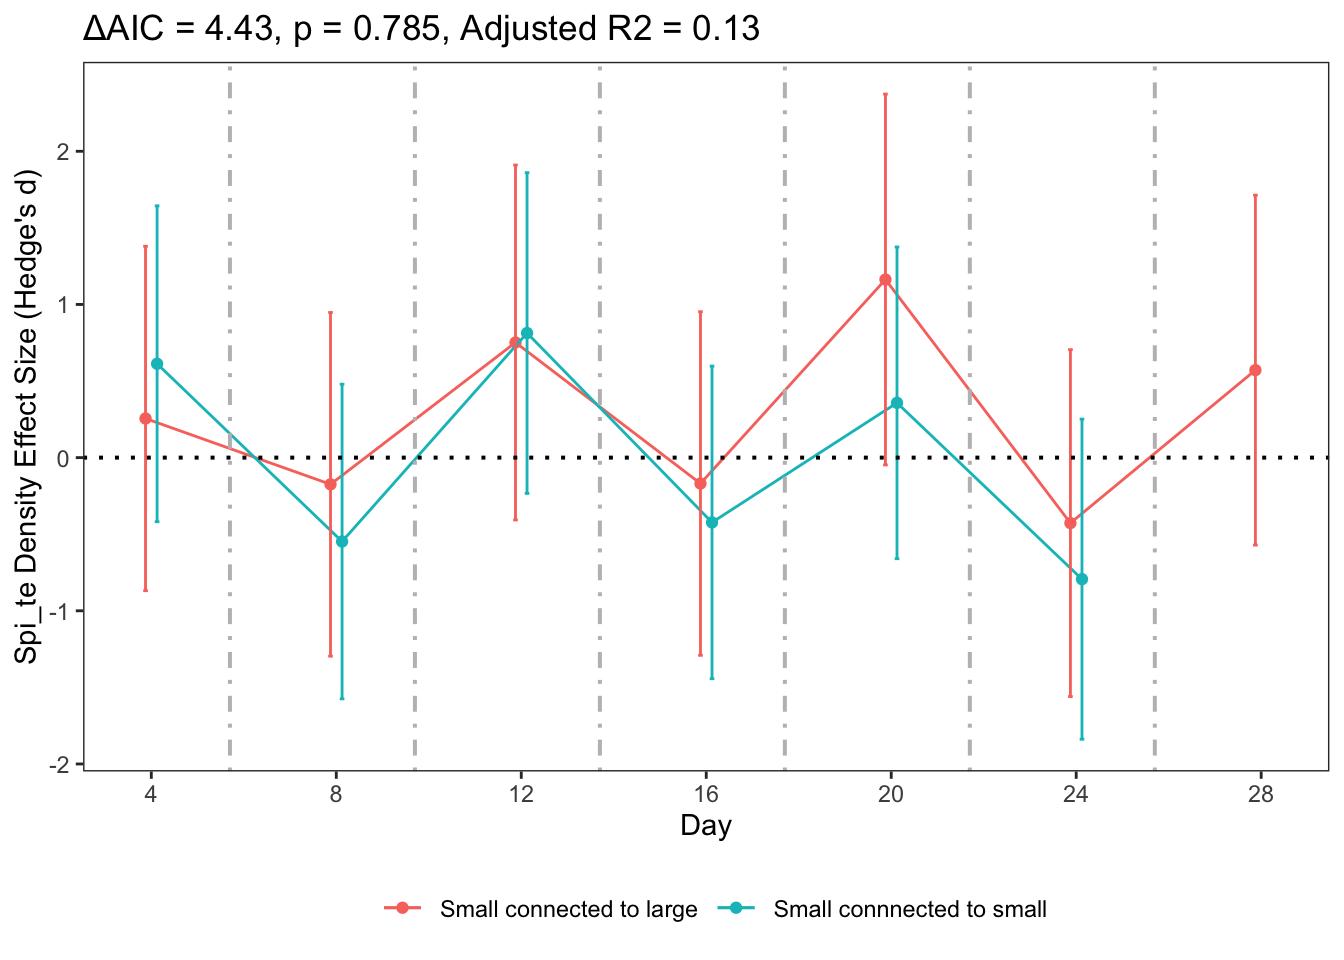 ΔAIC = 4.43, p = 0.785, Adjusted R2 = 0.13
Spi_te Density Effect Size (Hedge's d)
2
1
0
-1
-2
4 8 12 16 20 24 28
Day
Small connected to large Small connnected to small